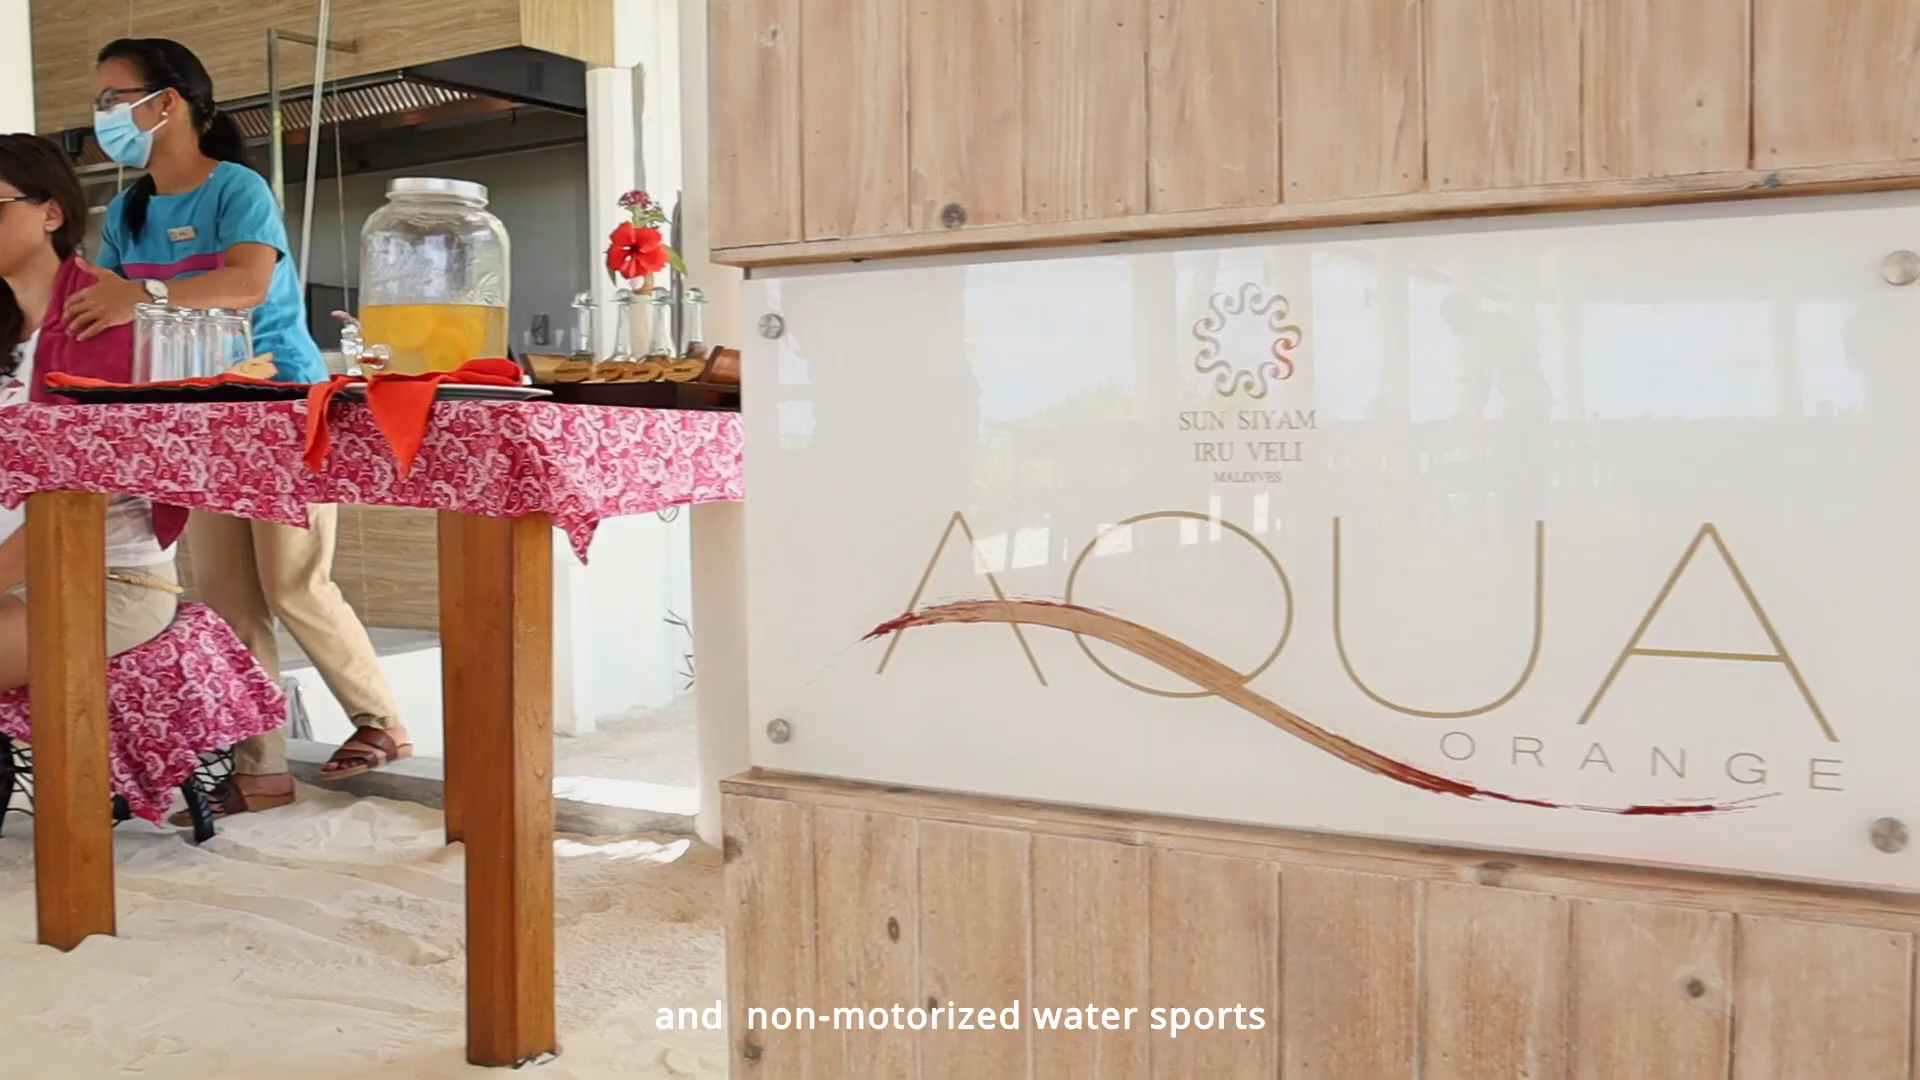 SUN SIYAM
IRU VELI
MALDIVES
AQUA
ORANGE
and non-motorized water sports